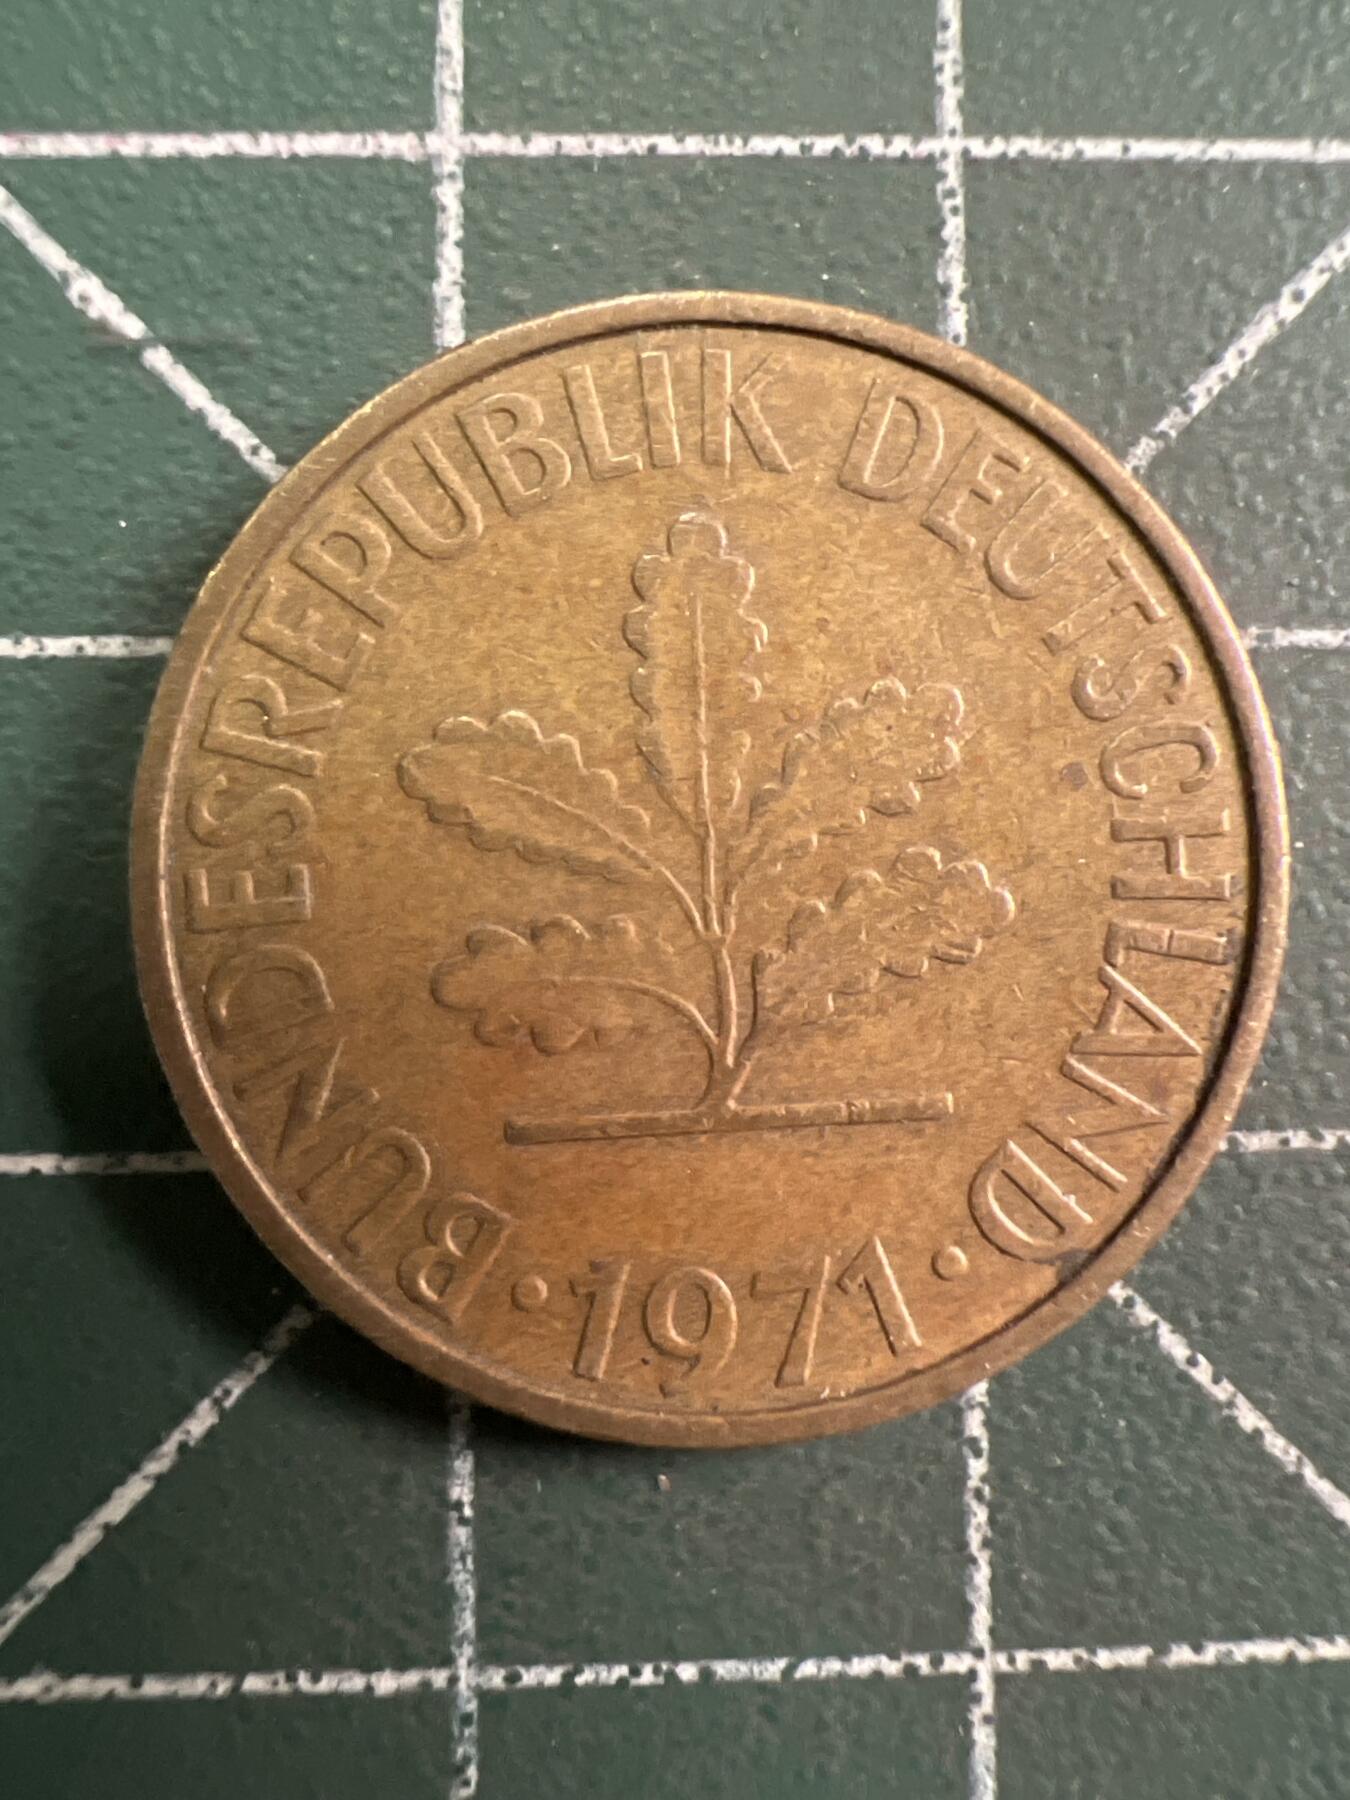 BUNDESREPUBLIK DEUTSCHLAND
· 1971 ·